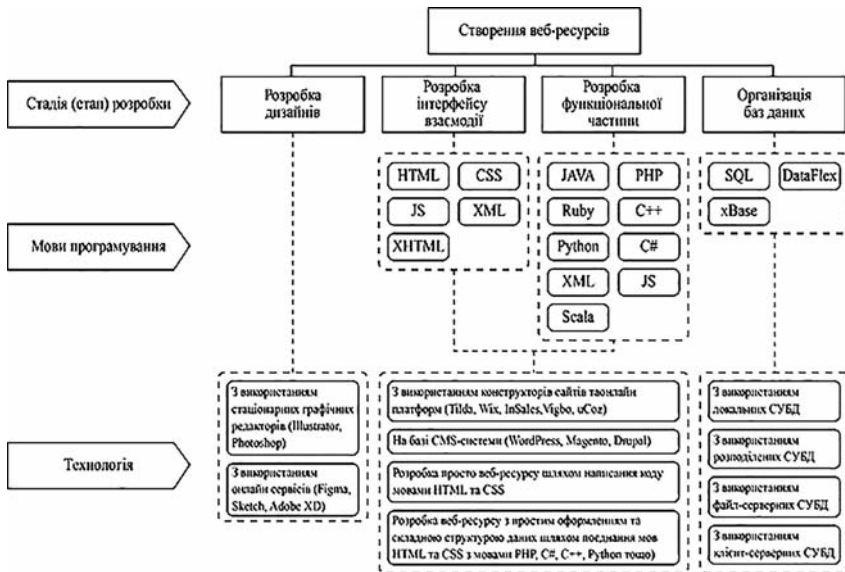 Створення веб-ресурсів
Стадія (етап) розробки
Розробка
дизайнів
Розробка
інтерфейсу
взаємодії
Розробка
функціональної
частини
Організація
баз даних
Мови програмування
HTML
CSS
JS
XML
XHTML
JAVA
PHP
Ruby
C++
Python
C#
XML
JS
Scala
SQL
DataFlex
xBase
Технологія
З використанням
стаціонарних графічних
редакторів (Illustrator,
Photoshop)
З використанням
онлайн сервісів (Figma,
Sketch, Adobe XD)
З використанням конструкторів сайтів таонлайн
платформ (Tilda, Wix, InSales,Vigbo, uCoz)
На базі CMS-системи (WordPress, Magento, Drupal)
Розробка просто веб-ресурсу шляхом написання коду
мовами HTML та CSS
Розробка веб-ресурсу з простим оформленням та
складною структурою даних шляхом поєднання мов
HTML та CSS з мовами PHP, C#, C++, Python тощо)
З використанням
локальних СУБД
З використанням
розподілених СУБД
З використанням
файл-серверних СУБД
З використанням
клієнт-серверних СУБД